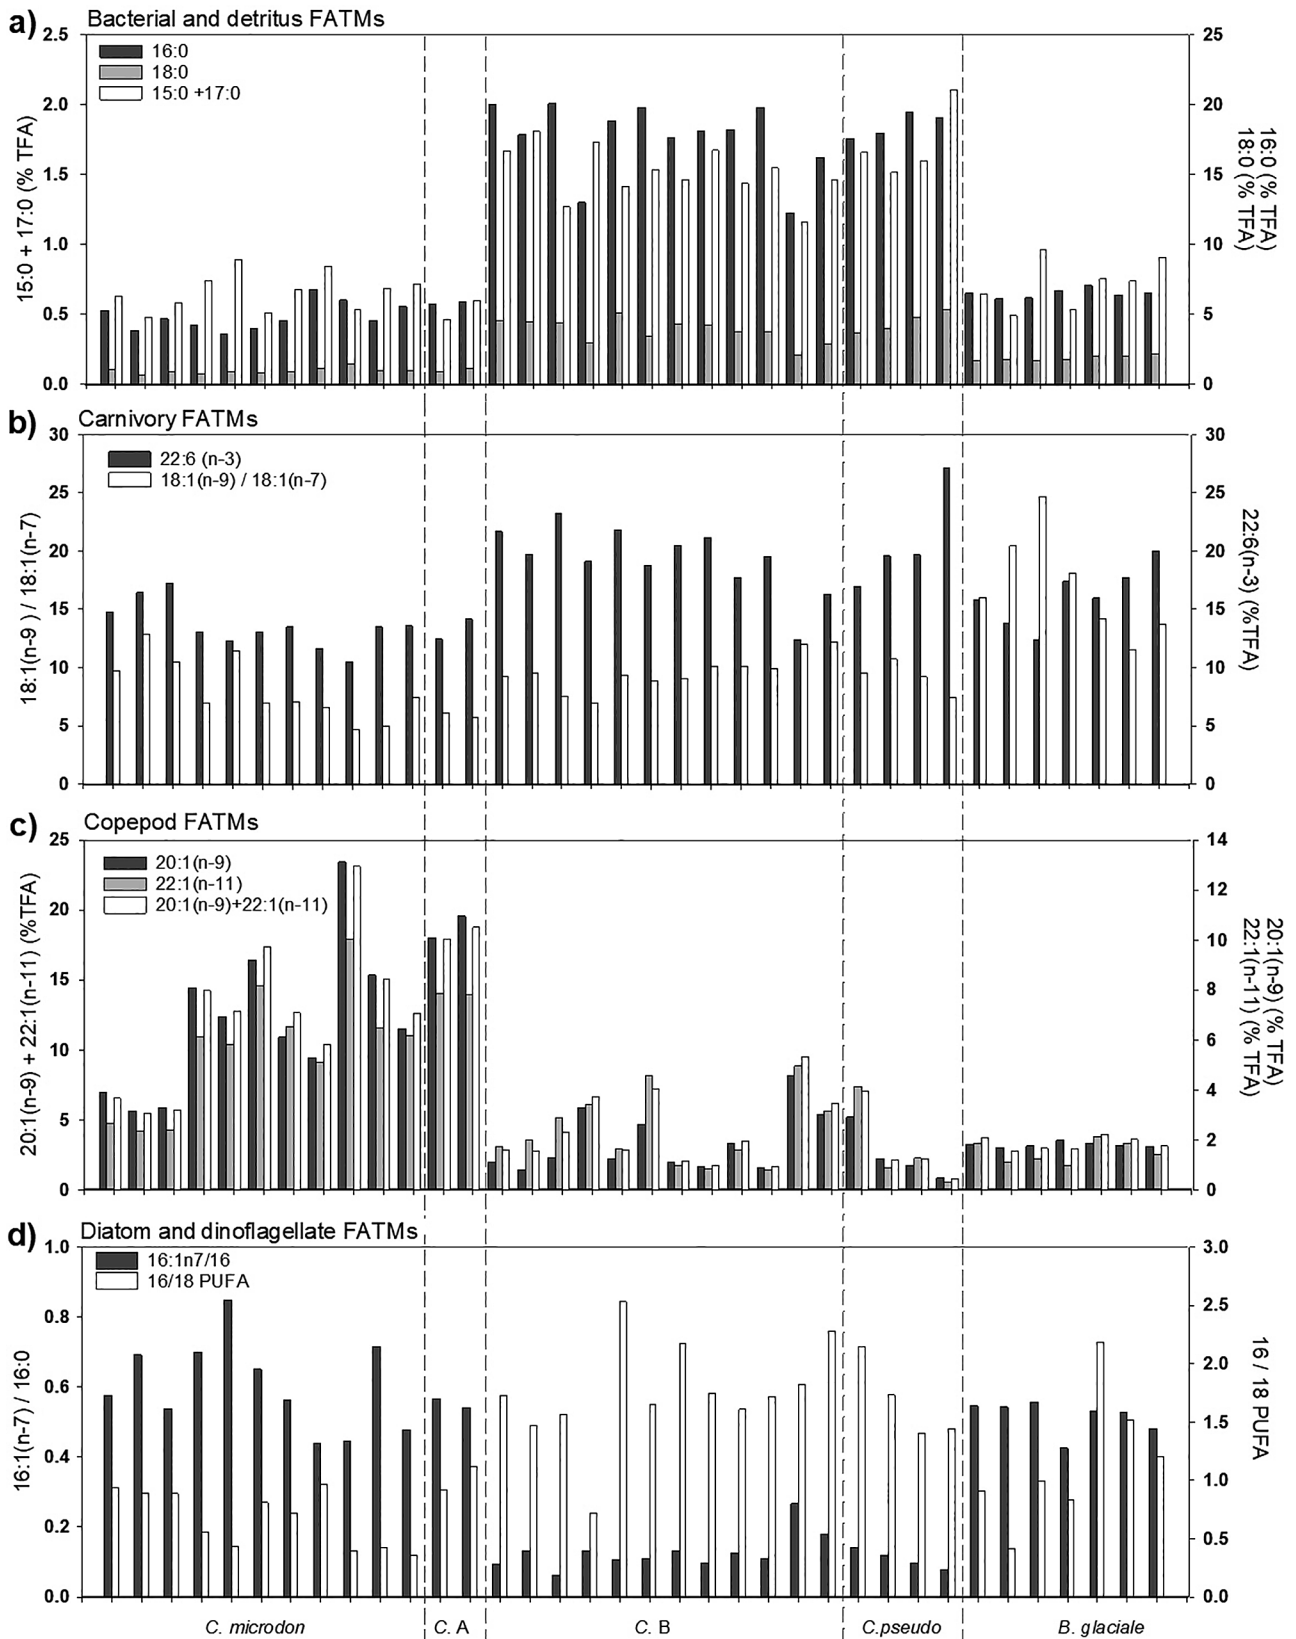 a) Bacterial and detritus FATMs
2.5
2.0
1.5
1.0
0.5
0.0
15:0 + 17:0 (% TFA)
16:0
18:0
15:0 +17:0
25
20
15
10
5
0
16:0 (% TFA)
18:0 (% TFA)
b) Carnivory FATMs
30
25
20
15
10
5
0
18:1(n-9 ) / 18:1(n-7)
22:6 (n-3)
18:1(n-9) / 18:1(n-7)
30
25
20
15
10
5
0
22:6(n-3) (%TFA)
c) Copepod FATMs
25
20
15
10
5
0
20:1(n-9) + 22:1(n-11) (%TFA)
20:1(n-9)
22:1(n-11)
20:1(n-9)+22:1(n-11)
14
12
10
8
6
4
2
0
20:1(n-9) (% TFA)
22:1(n-11) (% TFA)
d) Diatom and dinoflagellate FATMs
1.0
0.8
0.6
0.4
0.2
0.0
16:1(n-7) / 16:0
16:1n7/16
16/18 PUFA
3.0
2.5
2.0
1.5
1.0
0.5
0.0
16 / 18 PUFA
C. microdon C. A C. B C.pseudo B. glaciale